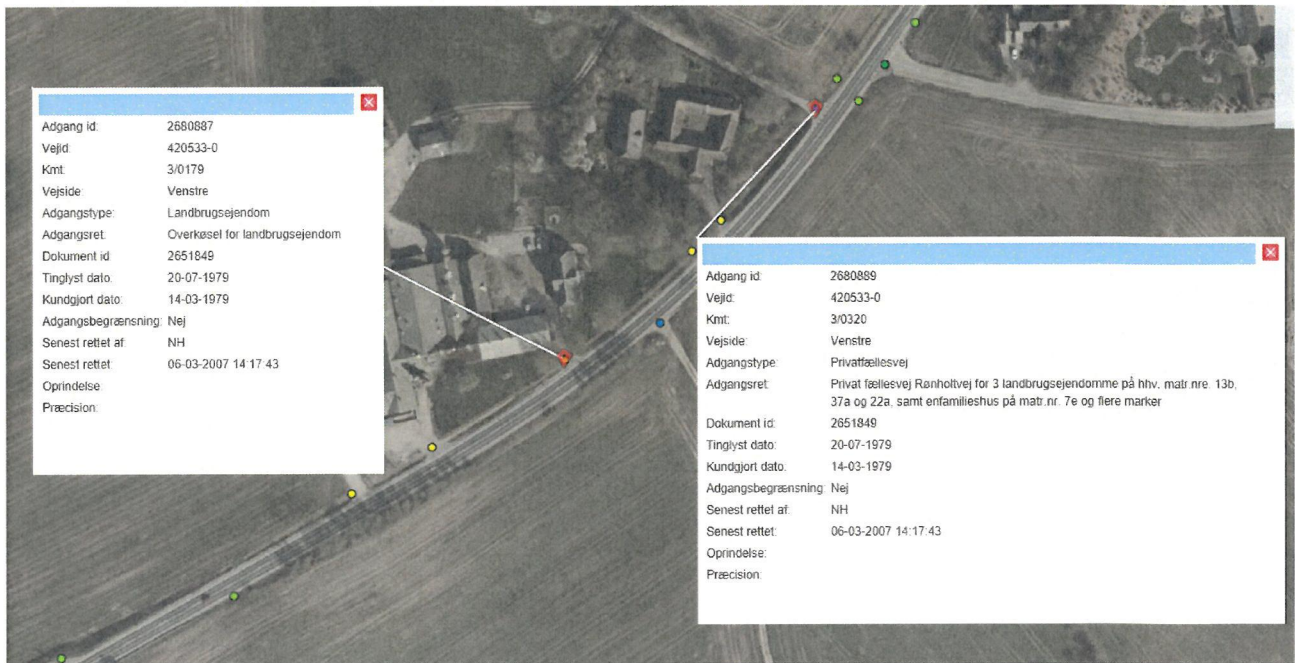 Adgang id: 2680887
Vejid: 420533-0
Kmt: 3/0179
Vejside: Venstre
Adgangstype: Landbrugsejendom
Adgangsret: Overkøsel for landbrugsejendom
Dokument id: 2651849
Tinglyst dato: 20-07-1979
Kundgjort dato: 14-03-1979
Adgangsbegrænsning: Nej
Senest rettet af: NH
Senest rettet: 06-03-2007 14:17:43
Oprindelse:
Præcision:
Adgang id: 2680889
Vejid: 420533-0
Kmt: 3/0320
Vejside: Venstre
Adgangstype: Privatfællesvej
Adgangsret: Privat fællesvej Rønholtvej for 3 landbrugsejendomme på hhv. matr.nre. 13b,
37a og 22a, samt enfamilieshus på matr.nr. 7e og flere marker
Dokument id: 2651849
Tinglyst dato: 20-07-1979
Kundgjort dato: 14-03-1979
Adgangsbegrænsning: Nej
Senest rettet af: NH
Senest rettet: 06-03-2007 14:17:43
Oprindelse:
Præcision: